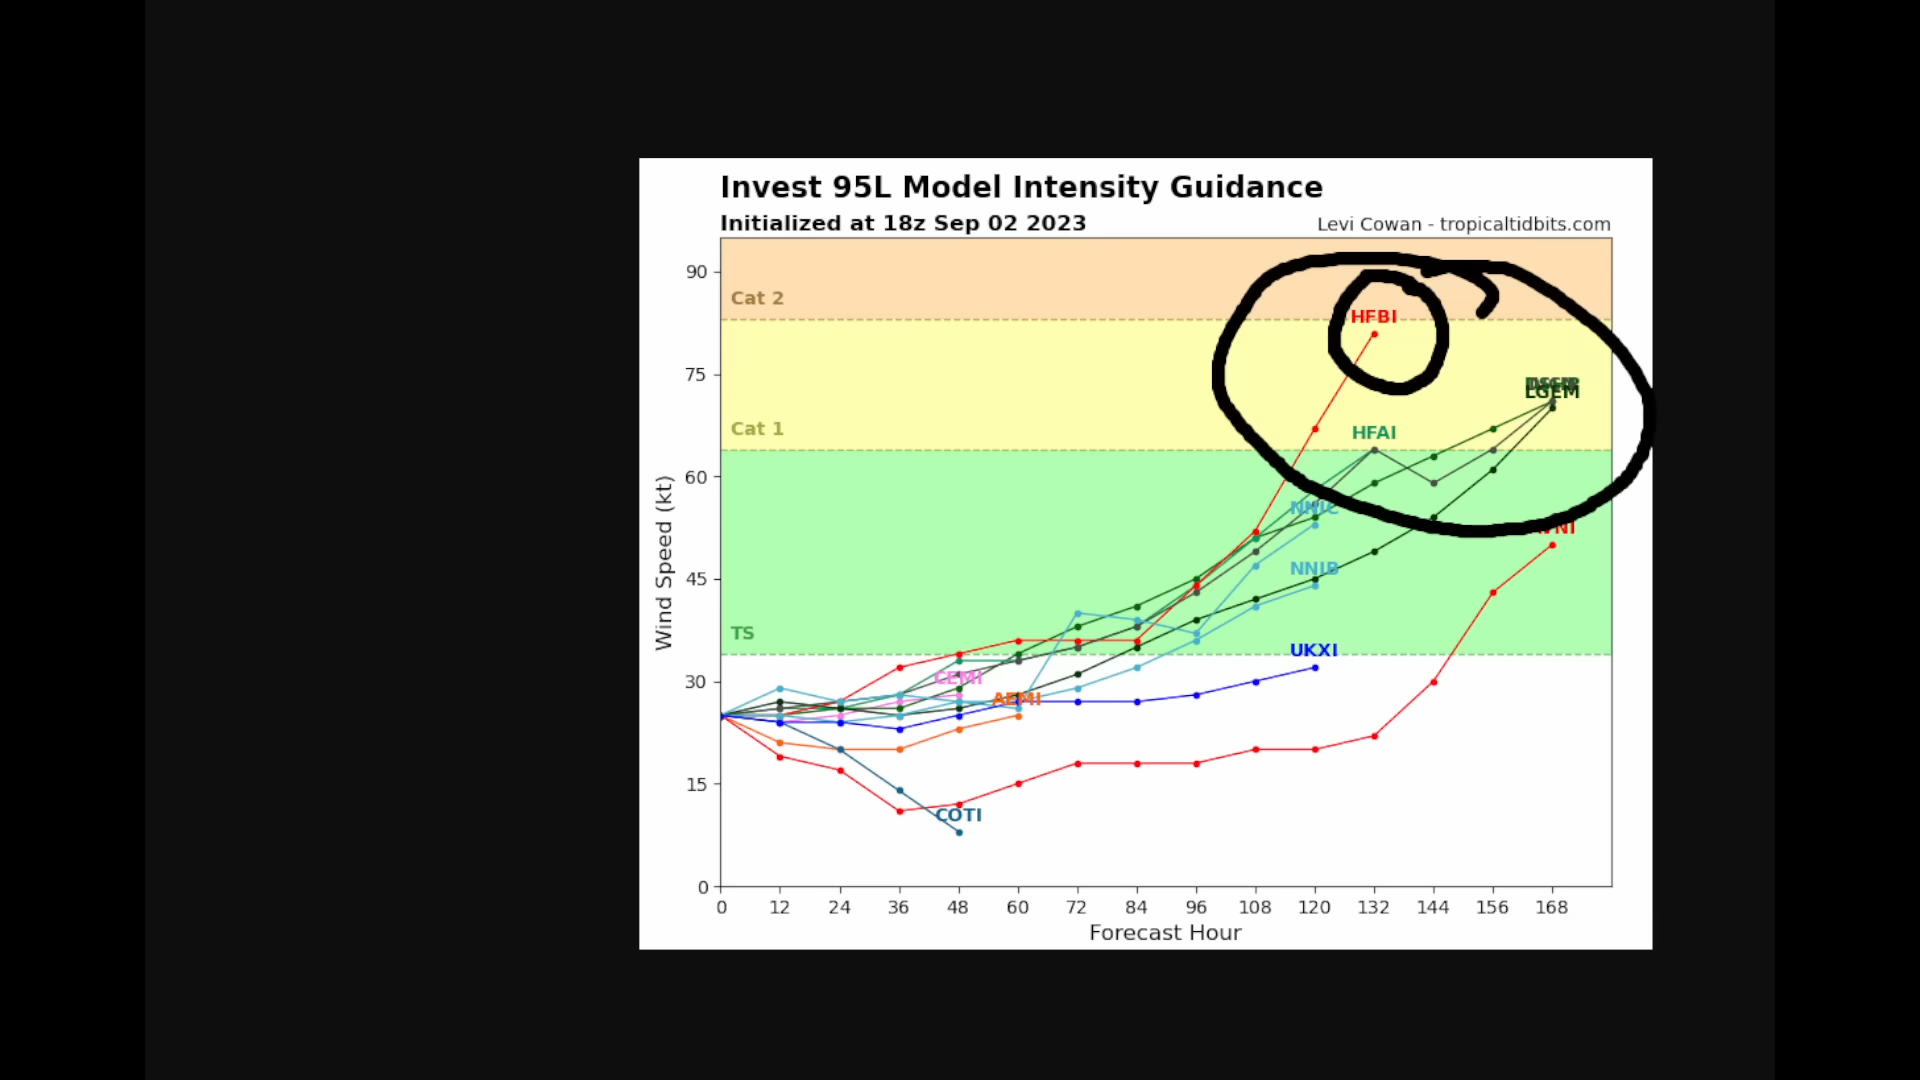 Invest 95L Model Intensity Guidance
Initialized at 18z Sep 02 2023
Levi Cowan - tropicaltidbits.com
90
Cat 2
HFBI
75
LGEM
Cat 1
HFAI
60
NNIC
NNIB
45
Wind Speed (kt)
TS
UKXI
30
CEMI
AEMI
15
COTI
0
0 12 24 36 48 60 72 84 96 108 120 132 144 156 168
Forecast Hour